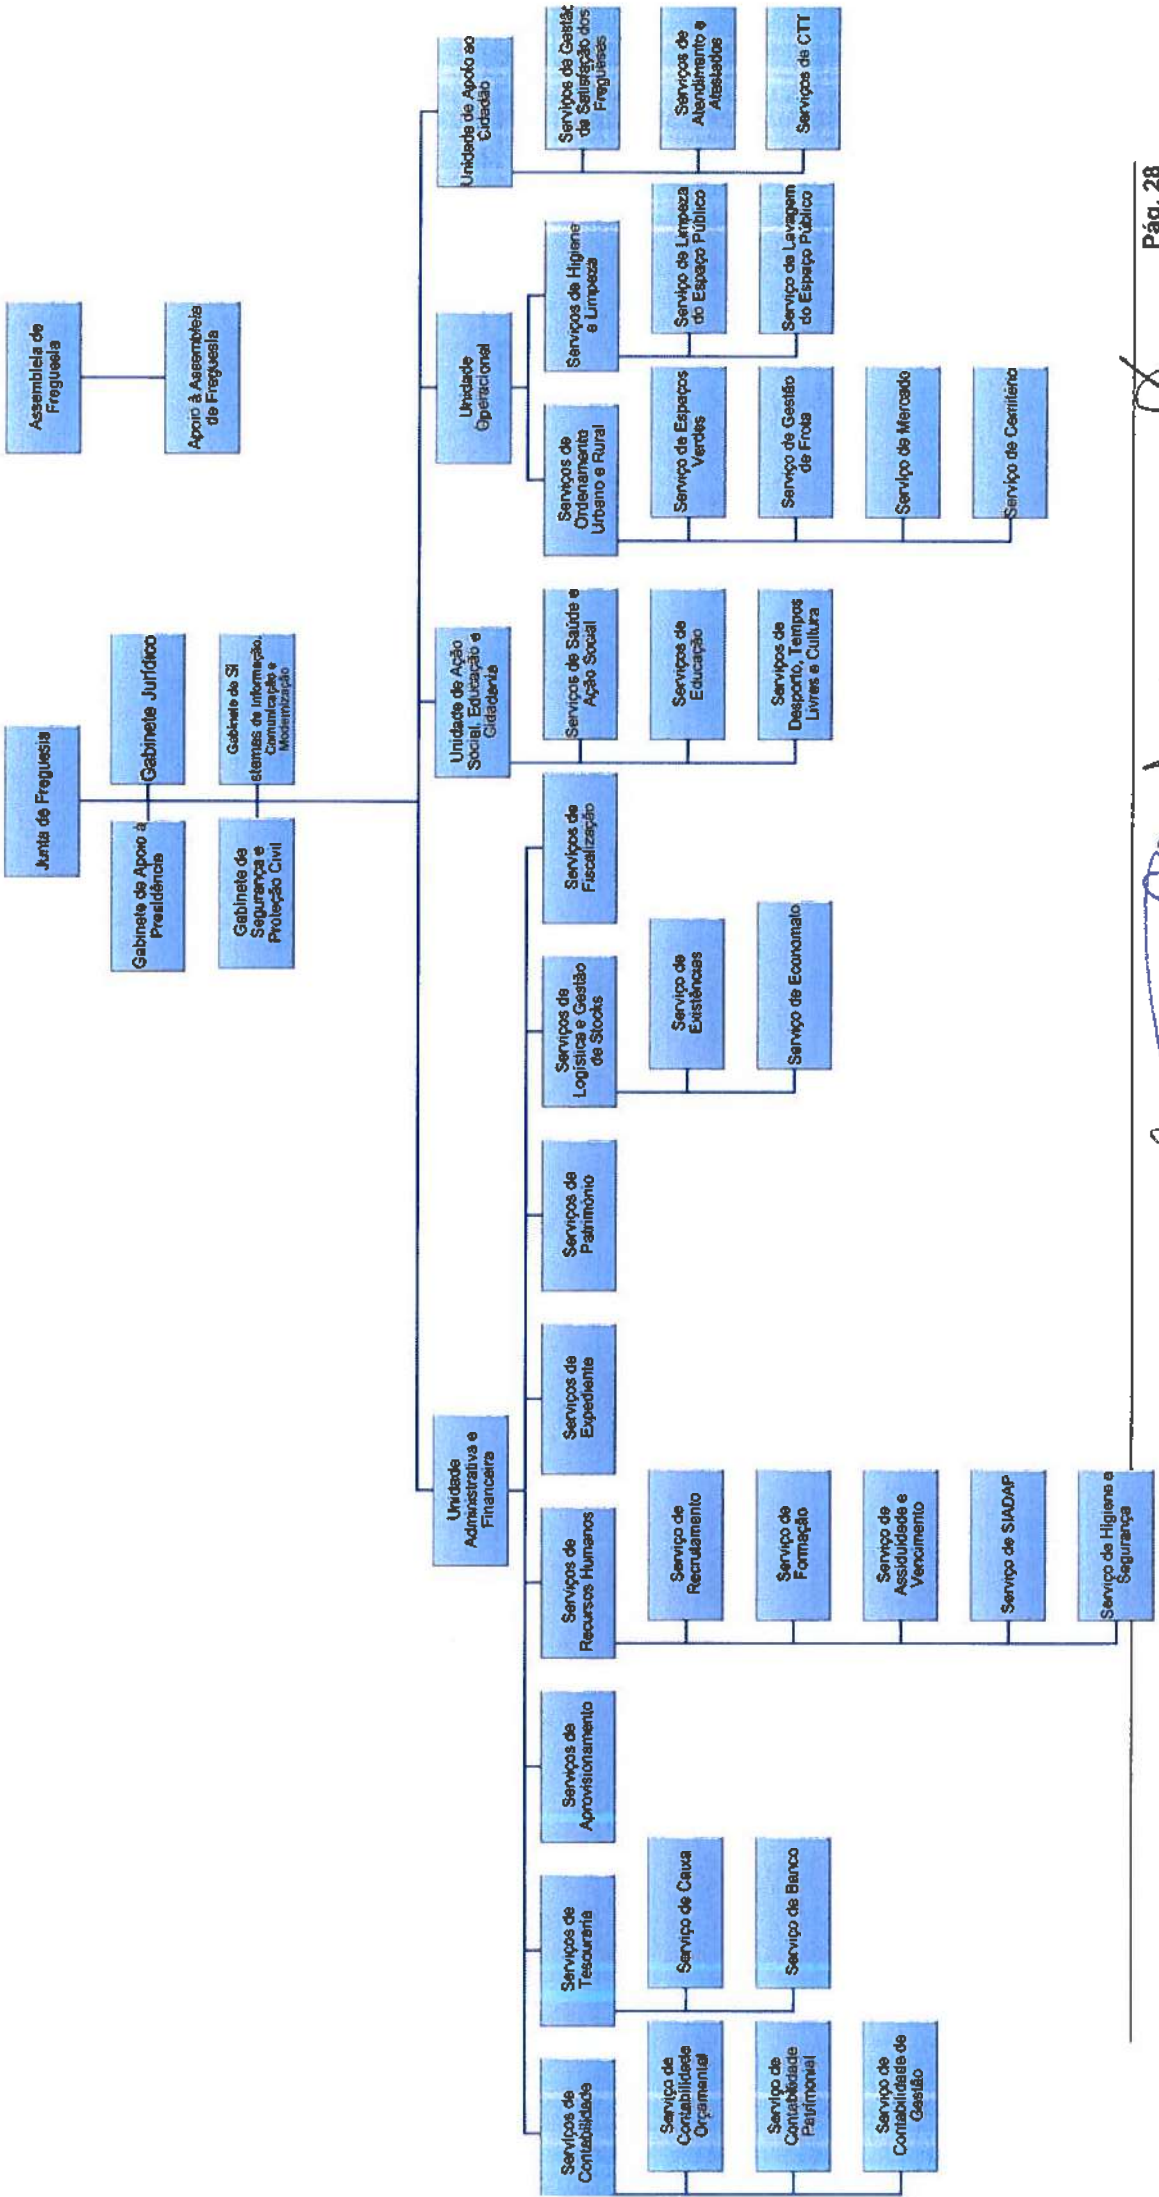 Junta de Freguesia
Assembleia de
Freguesia
Gabinete de Apoio à
Presidência
Gabinete Jurídico
Apoio à Assembleia
de Freguesia
Gabinete de
Segurança e
Proteção Civil
Gabinete de Si
stemas de Informação,
Comunicação e
Modernização
Unidade
Administrativa e
Financeira
Unidade de Ação
Social, Educação e
Cidadania
Unidade
Operacional
Unidade de Apoio ao
Cidadão
Serviços de
Contabilidade
Serviço de
Contabilidade
Orçamental
Serviço de
Contabilidade
Patrimonial
Serviço de
Contabilidade de
Gestão
Serviços de
Tesouraria
Serviço de Caixa
Serviço de Banco
Serviços de
Aprovisionamento
Serviços de
Recursos Humanos
Serviço de
Recrutamento
Serviço de
Formação
Serviço de
Assiduidade e
Vencimento
Serviço de SIADAP
Serviço de Higiene e
Segurança
Serviços de
Expediente
Serviços de
Património
Serviços de
Logística e Gestão
de Stocks
Serviço de
Existências
Serviço de Economato
Serviços de
Fiscalização
Serviços de Saúde e
Ação Social
Serviços de
Educação
Serviços de
Desporto, Tempos
Livres e Cultura
Serviços de
Ordenamento
Urbano e Rural
Serviço de Espaços
Verdes
Serviço de Gestão
de Frota
Serviço de Mercado
Serviço de Cemitério
Serviços de Higiene
e Limpeza
Serviço de Limpeza
do Espaço Público
Serviço de Lavagem
do Espaço Público
Serviços de Gestão
de Satisfação dos
Fregueses
Serviços de
Atendimento e
Atestados
Serviços de CTT
Pág. 28